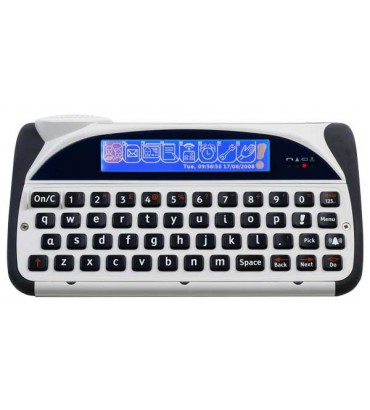 Tue, 09:56:53 17/06/2008
On/C 1 2 3 4 5 6 7 8 9 0 123...
q w e r t y u i o p ! Menu
a s d f g h j k l . Pick
z x c v b n m Space Back Next Do